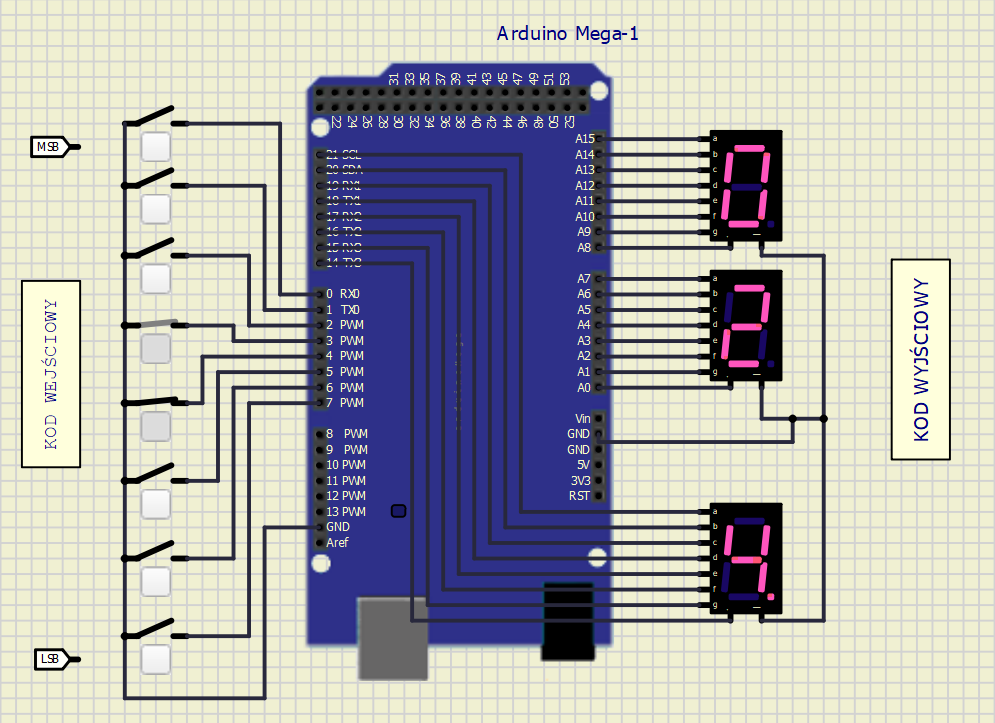 Arduino Mega-1
31 33 35 37 39 41 43 45 47 49 51 53
22 24 26 28 30 32 34 36 38 40 42 44 46 48 50 52
MSB
KOD WEJŚCIOWY
LSB
21 SCL
20 SDA
19 RX1
18 TX1
17 RX2
16 TX2
15 RX3
14 TX3
0 RX0
1 TX0
2 PWM
3 PWM
4 PWM
5 PWM
6 PWM
7 PWM
8 PWM
9 PWM
10 PWM
11 PWM
12 PWM
13 PWM
GND
Aref
A15
A14
A13
A12
A11
A10
A9
A8
A7
A6
A5
A4
A3
A2
A1
A0
Vin
GND
GND
5V
3V3
RST
a
b
c
d
e
f
g
0
a
b
c
d
e
f
g
2
a
b
c
d
e
f
g
4.
KOD WYJŚCIOWY